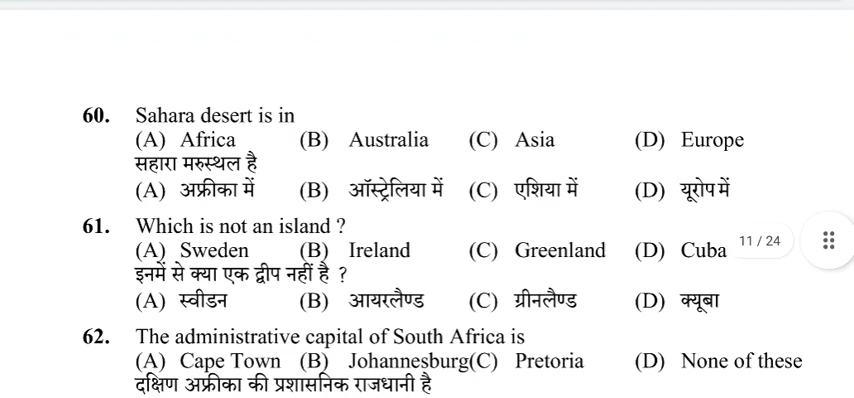 60. Sahara desert is in
(A) Africa (B) Australia (C) Asia (D) Europe
सहारा मरुस्थल है
(A) अफ्रीका में (B) ऑस्ट्रेलिया में (C) एशिया में (D) यूरोप में
61. Which is not an island ?
(A) Sweden (B) Ireland (C) Greenland (D) Cuba
11 / 24
इनमें से क्या एक द्वीप नहीं है ?
(A) स्वीडन (B) आयरलैण्ड (C) ग्रीनलैण्ड (D) क्यूबा
62. The administrative capital of South Africa is
(A) Cape Town (B) Johannesburg(C) Pretoria (D) None of these
दक्षिण अफ्रीका की प्रशासनिक राजधानी है